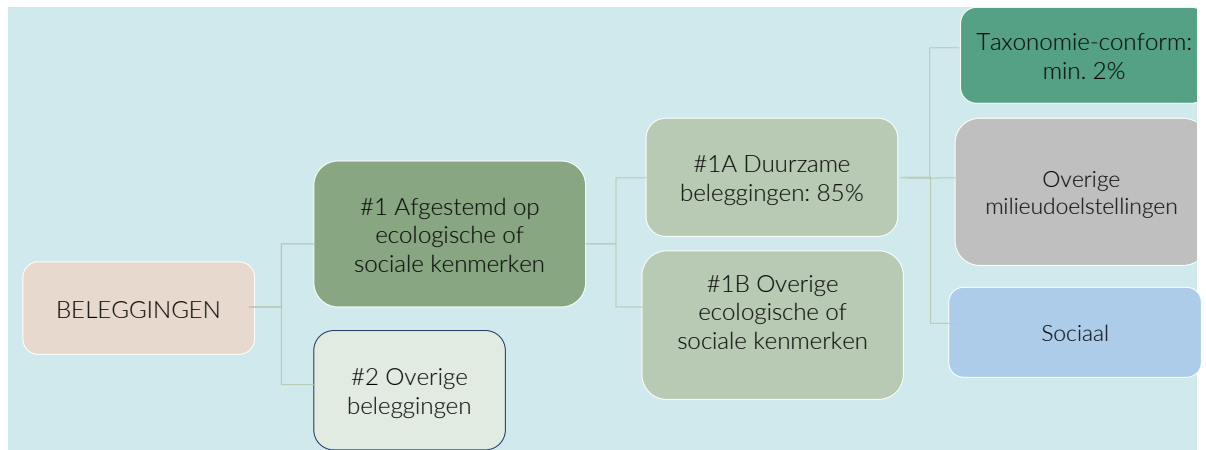 BELEGGINGEN
#1 Afgestemd op
ecologische of
sociale kenmerken
#2 Overige
beleggingen
#1A Duurzame
beleggingen: 85%
#1B Overige
ecologische of
sociale kenmerken
Taxonomie-conform:
min. 2%
Overige
milieudoelstellingen
Sociaal